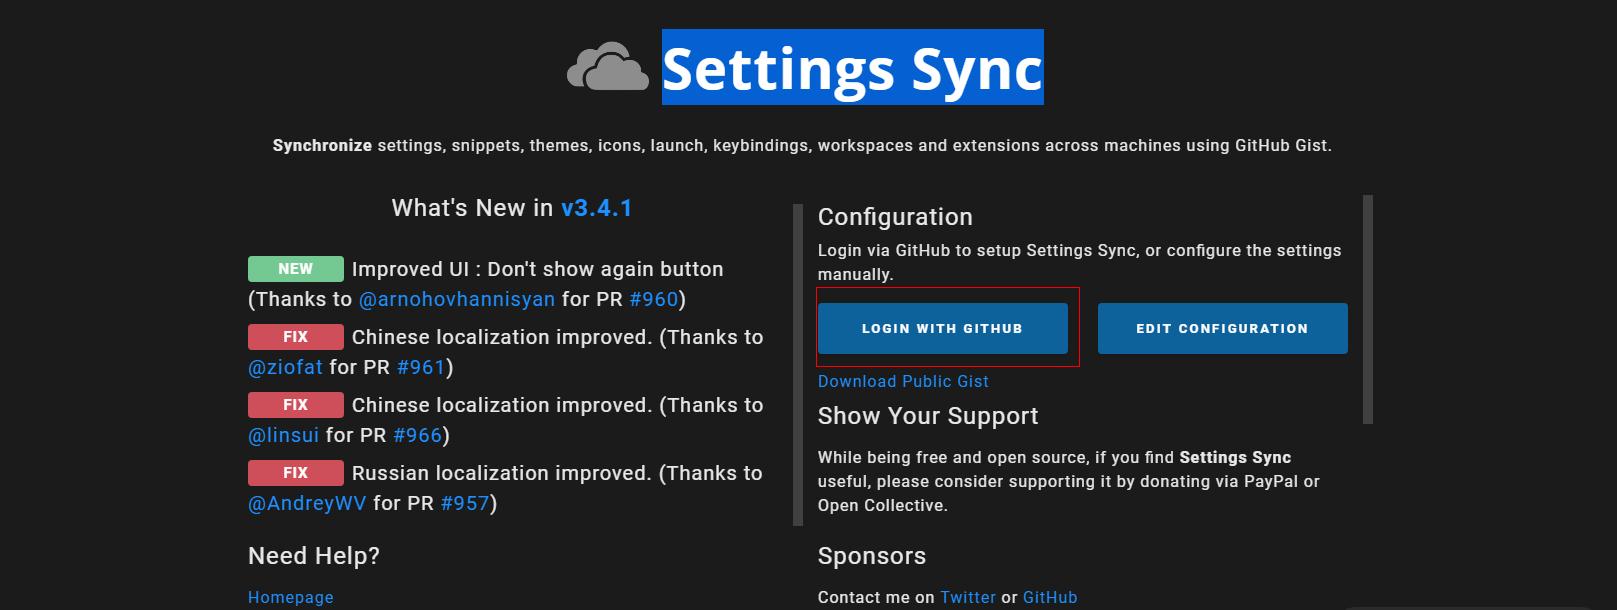 Settings Sync
Synchronize settings, snippets, themes, icons, launch, keybindings, workspaces and extensions across machines using GitHub Gist.
What's New in v3.4.1
NEW Improved UI : Don't show again button
(Thanks to @arnohovhannisyan for PR #960)
FIX Chinese localization improved. (Thanks to
@ziofat for PR #961)
FIX Chinese localization improved. (Thanks to
@linsui for PR #966)
FIX Russian localization improved. (Thanks to
@AndreyWV for PR #957)
Need Help?
Homepage
Configuration
Login via GitHub to setup Settings Sync, or configure the settings
manually.
LOGIN WITH GITHUB EDIT CONFIGURATION
Download Public Gist
Show Your Support
While being free and open source, if you find Settings Sync
useful, please consider supporting it by donating via PayPal or
Open Collective.
Sponsors
Contact me on Twitter or GitHub